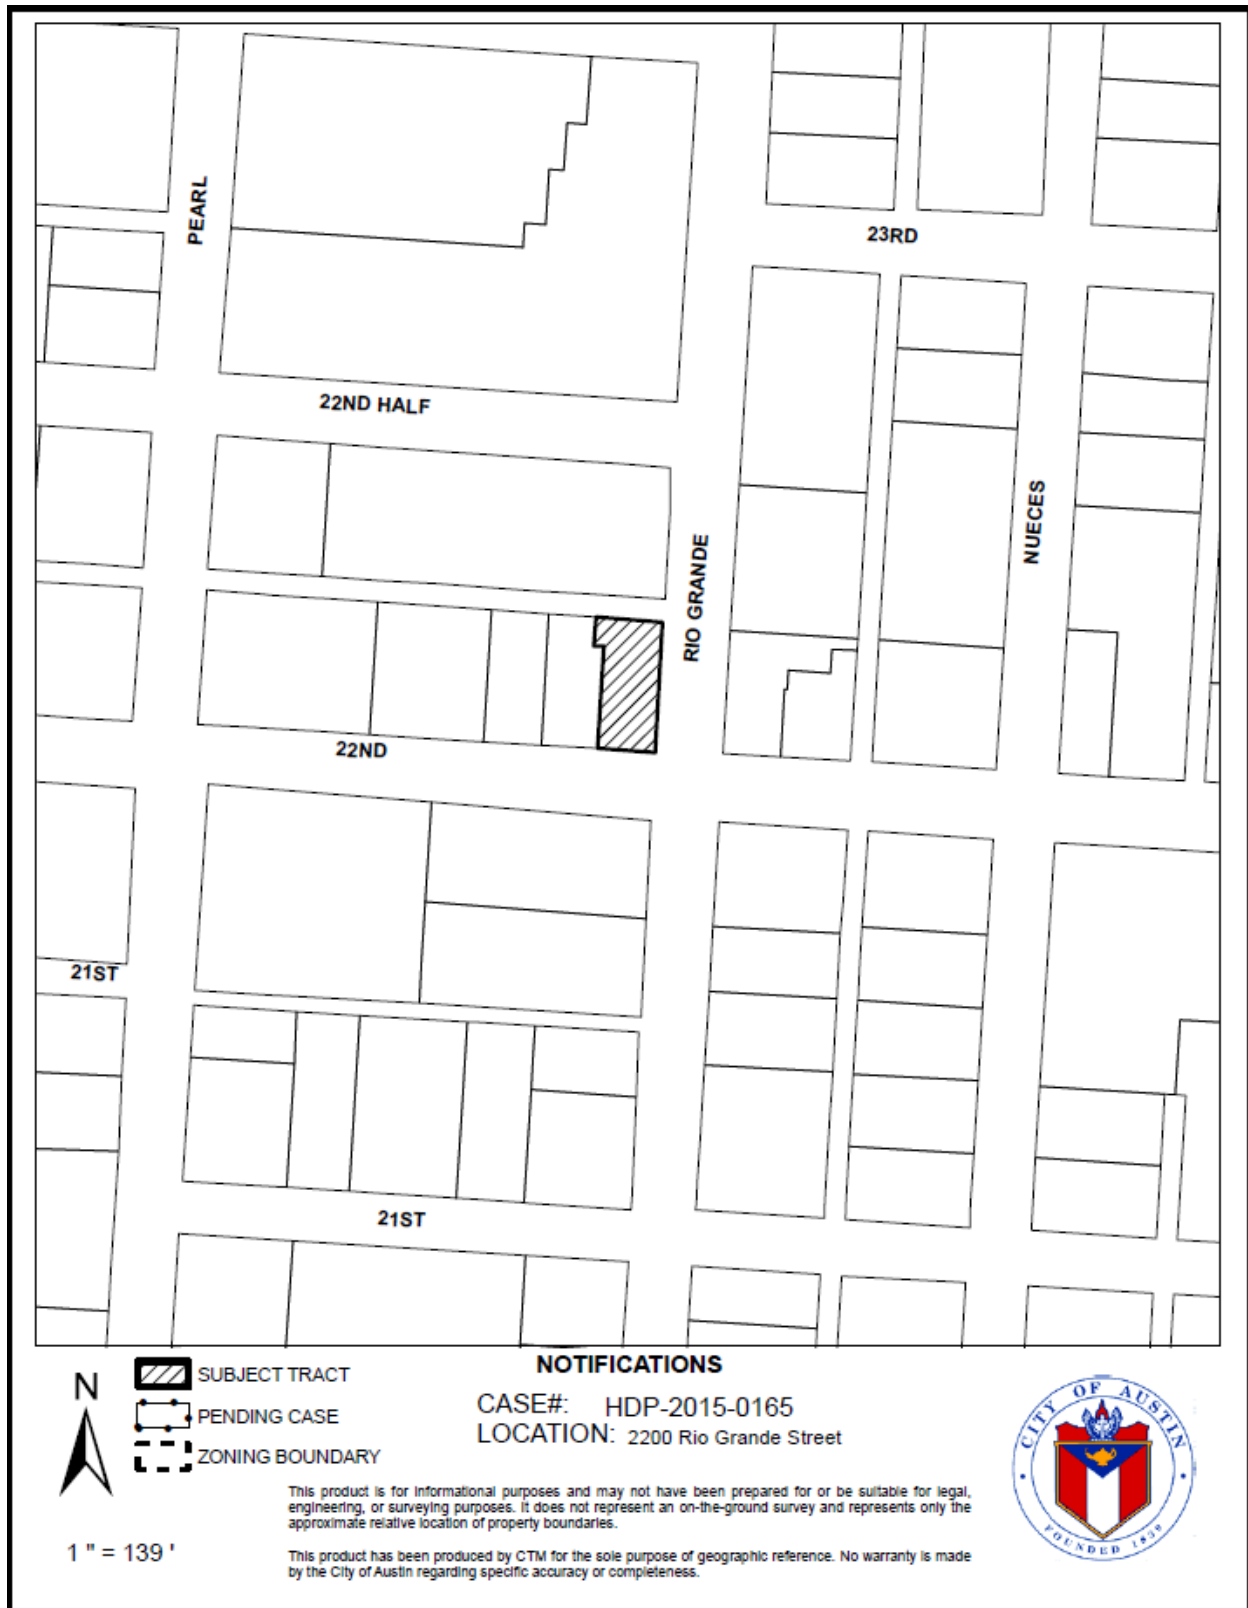 PEARL
23RD
22ND HALF
NUECES
RIO GRANDE
22ND
21ST
21ST
NOTIFICATIONS
N
SUBJECT TRACT
PENDING CASE
ZONING BOUNDARY
CASE#: HDP-2015-0165
LOCATION: 2200 Rio Grande Street
This product is for informational purposes and may not have been prepared for or be suitable for legal,
engineering, or surveying purposes. It does not represent an on-the-ground survey and represents only the
approximate relative location of property boundaries.
1 " = 139 '
This product has been produced by CTM for the sole purpose of geographic reference. No warranty is made
by the City of Austin regarding specific accuracy or completeness.
CITY OF AUSTIN
FOUNDED 1839